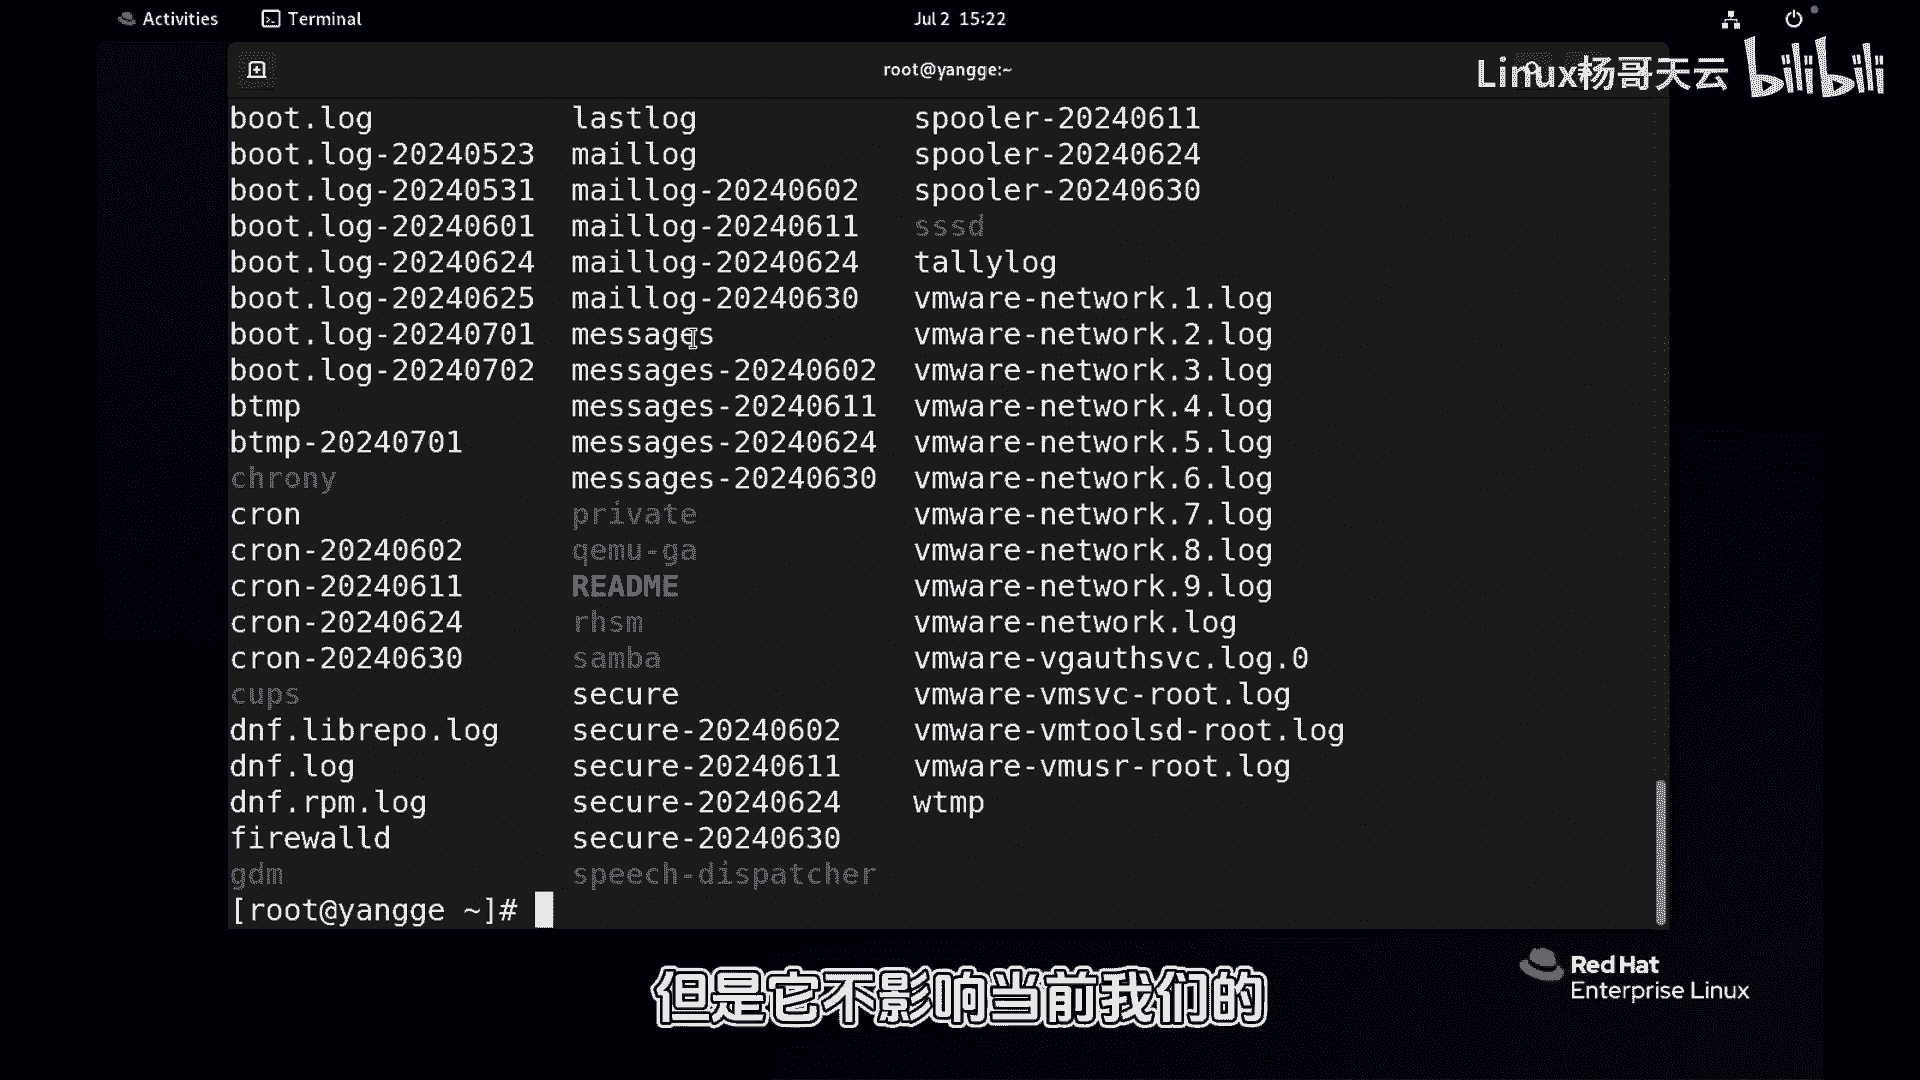 Activities Terminal Jul 2 15:22
root@yangge:~
Linux杨哥天云 bilibili
boot.log lastlog spooler-20240611
boot.log-20240523 maillog spooler-20240624
boot.log-20240531 maillog-20240602 spooler-20240630
boot.log-20240601 maillog-20240611 sssd
boot.log-20240624 maillog-20240624 tallylog
boot.log-20240625 maillog-20240630 vmware-network.1.log
boot.log-20240701 messages vmware-network.2.log
boot.log-20240702 messages-20240602 vmware-network.3.log
btmp messages-20240611 vmware-network.4.log
btmp-20240701 messages-20240624 vmware-network.5.log
chrony messages-20240630 vmware-network.6.log
cron private vmware-network.7.log
cron-20240602 qemu-ga vmware-network.8.log
cron-20240611 README vmware-network.9.log
cron-20240624 rhsm vmware-network.log
cron-20240630 samba vmware-vgauthsvc.log.0
cups secure vmware-vmsvc-root.log
dnf.librepo.log secure-20240602 vmware-vmtoolsd-root.log
dnf.log secure-20240611 vmware-vmusr-root.log
dnf.rpm.log secure-20240624 wtmp
firewalld secure-20240630
gdm speech-dispatcher
[root@yangge ~]#
Red Hat
Enterprise Linux
但是它不影响当前我们的